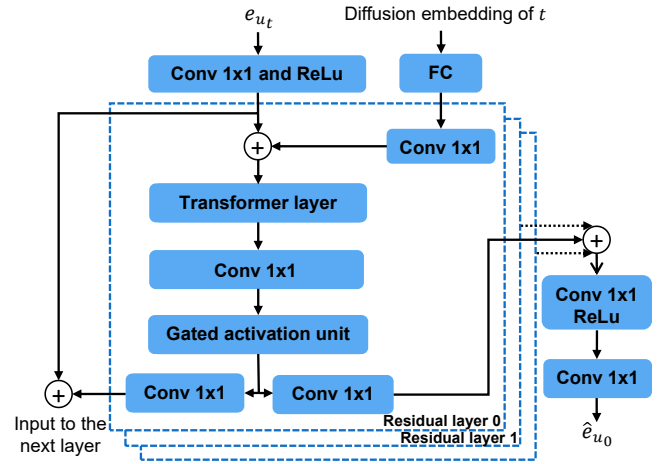 e_{u_t}
Diffusion embedding of t
Conv 1x1 and ReLu
FC
+
Conv 1x1
Transformer layer
+
Conv 1x1
Conv 1x1
ReLu
Gated activation unit
+
Conv 1x1
Conv 1x1
Conv 1x1
Input to the
next layer
Residual layer 0
Residual layer 1
ê_{u_0}